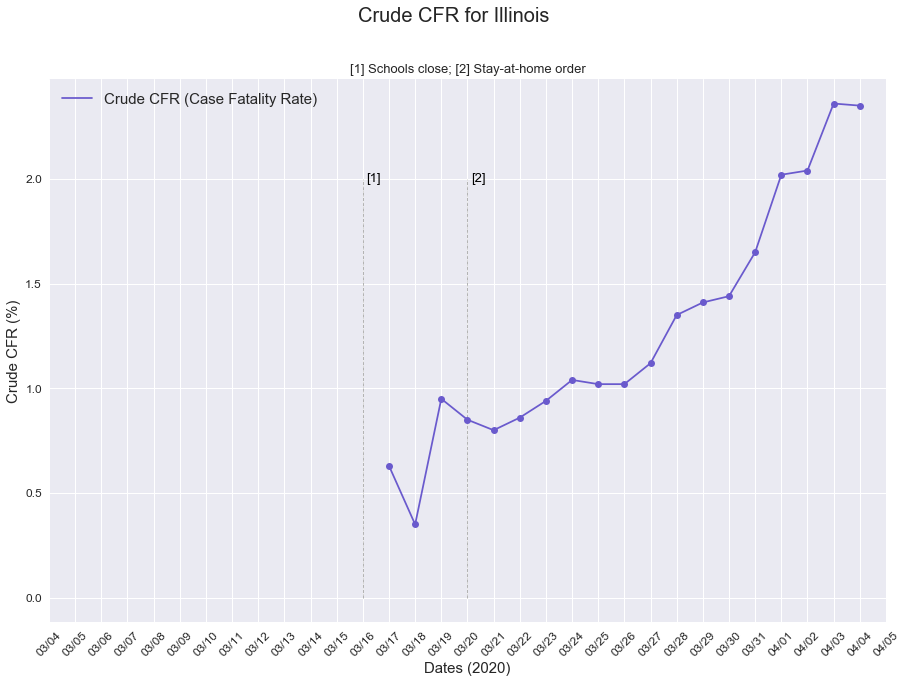 Crude CFR for Illinois
[1] Schools close; [2] Stay-at-home order
Crude CFR (Case Fatality Rate)
[1]
[2]
2.0
1.5
1.0
0.5
0.0
Crude CFR (%)
03/04 03/05 03/06 03/07 03/08 03/09 03/10 03/11 03/12 03/13 03/14 03/15 03/16 03/17 03/18 03/19 03/20 03/21 03/22 03/23 03/24 03/25 03/26 03/27 03/28 03/29 03/30 03/31 04/01 04/02 04/03 04/04 04/05
Dates (2020)